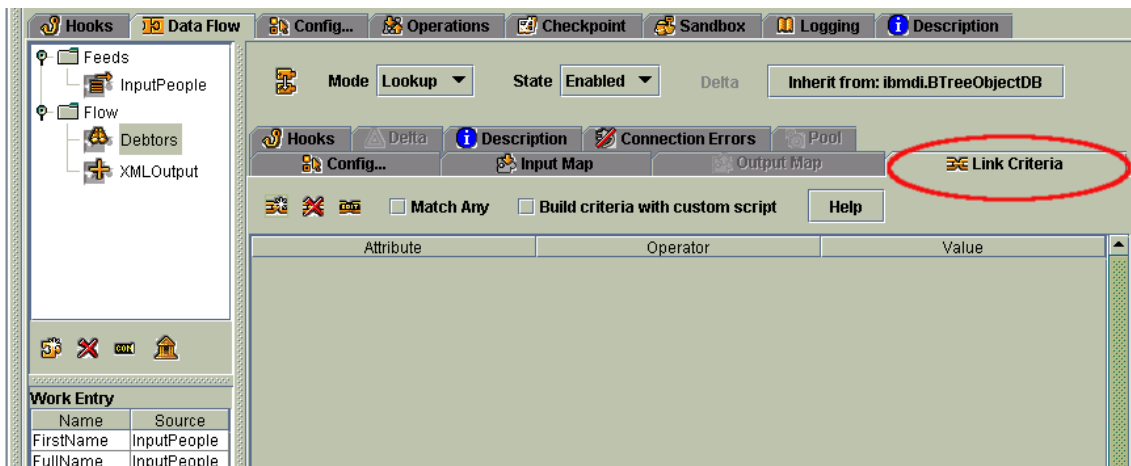 Hooks Data Flow Config... Operations Checkpoint Sandbox Logging Description
Feeds
InputPeople
Flow
Debtors
XMLOutput
Mode Lookup State Enabled Delta Inherit from: ibmdi.BTreeObjectDB
Hooks Delta Description Connection Errors Pool
Config... Input Map Output Map Link Criteria
Match Any Build criteria with custom script Help
Attribute Operator Value
Work Entry
Name Source
FirstName InputPeople
FullName InputPeople